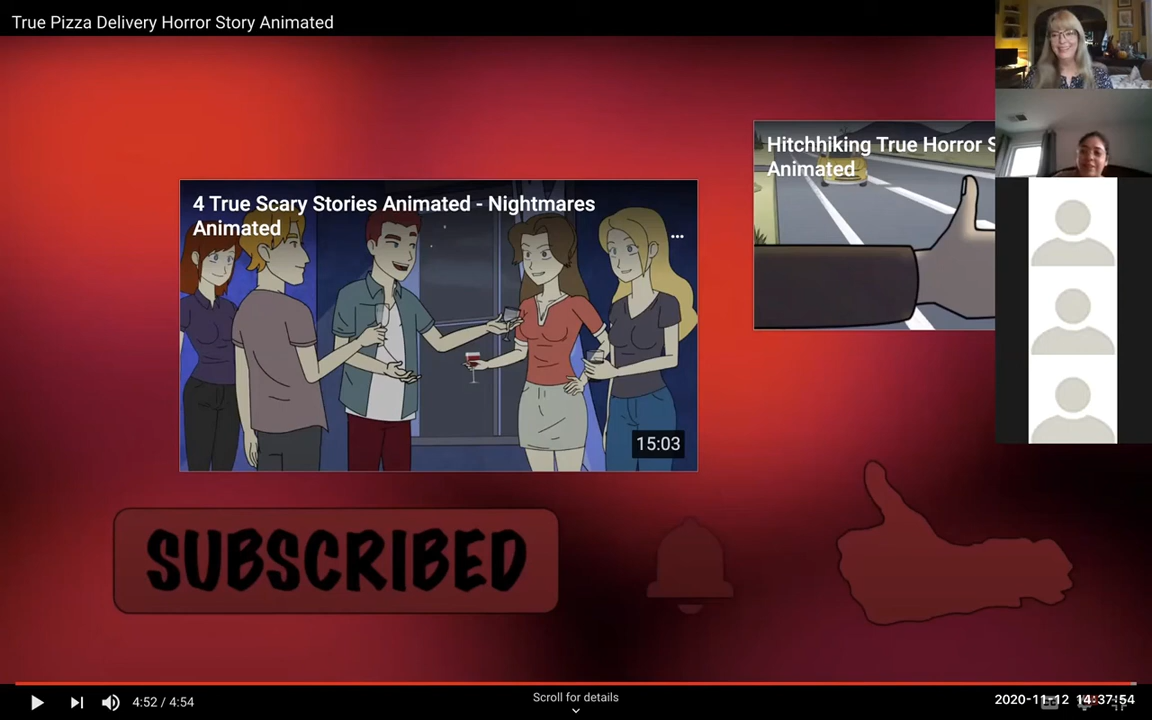 True Pizza Delivery Horror Story Animated
Hitchhiking True Horror S
Animated
4 True Scary Stories Animated - Nightmares
Animated
15:03
SUBSCRIBED
4:52 / 4:54
Scroll for details
2020-11-12 14:37:54